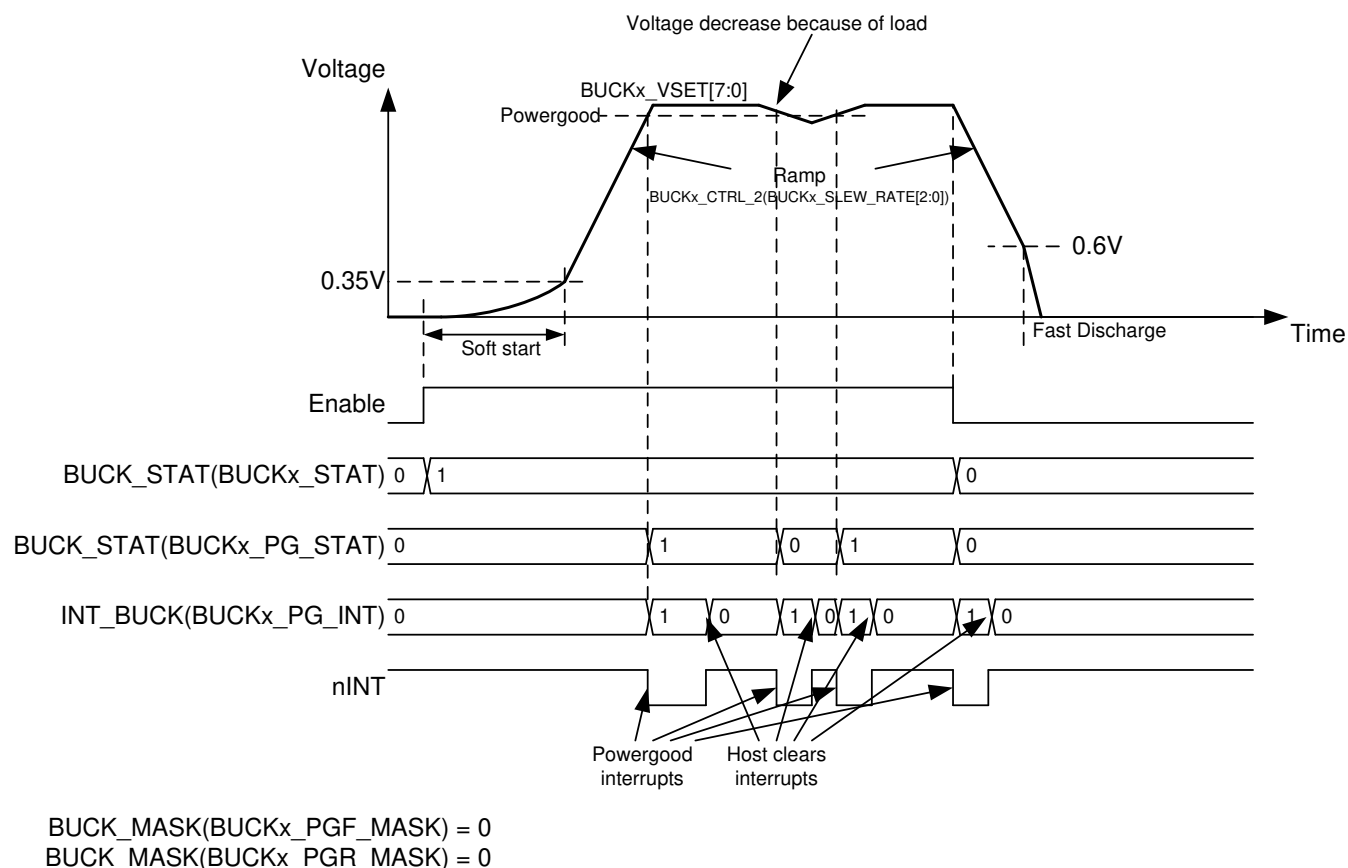 Voltage decrease because of load
Voltage
BUCKx_VSET[7:0]
Powergood
Ramp
BUCKx_CTRL_2(BUCKx_SLEW_RATE[2:0])
0.6V
0.35V
Fast Discharge
Time
Soft start
Enable
BUCK_STAT(BUCKx_STAT) 0 1 0
BUCK_STAT(BUCKx_PG_STAT) 0 1 0 1 0
INT_BUCK(BUCKx_PG_INT) 0 1 0 1 0 1 0 1 0
nINT
Powergood Host clears
interrupts interrupts
BUCK_MASK(BUCKx_PGF_MASK) = 0
BUCK_MASK(BUCKx_PGR_MASK) = 0